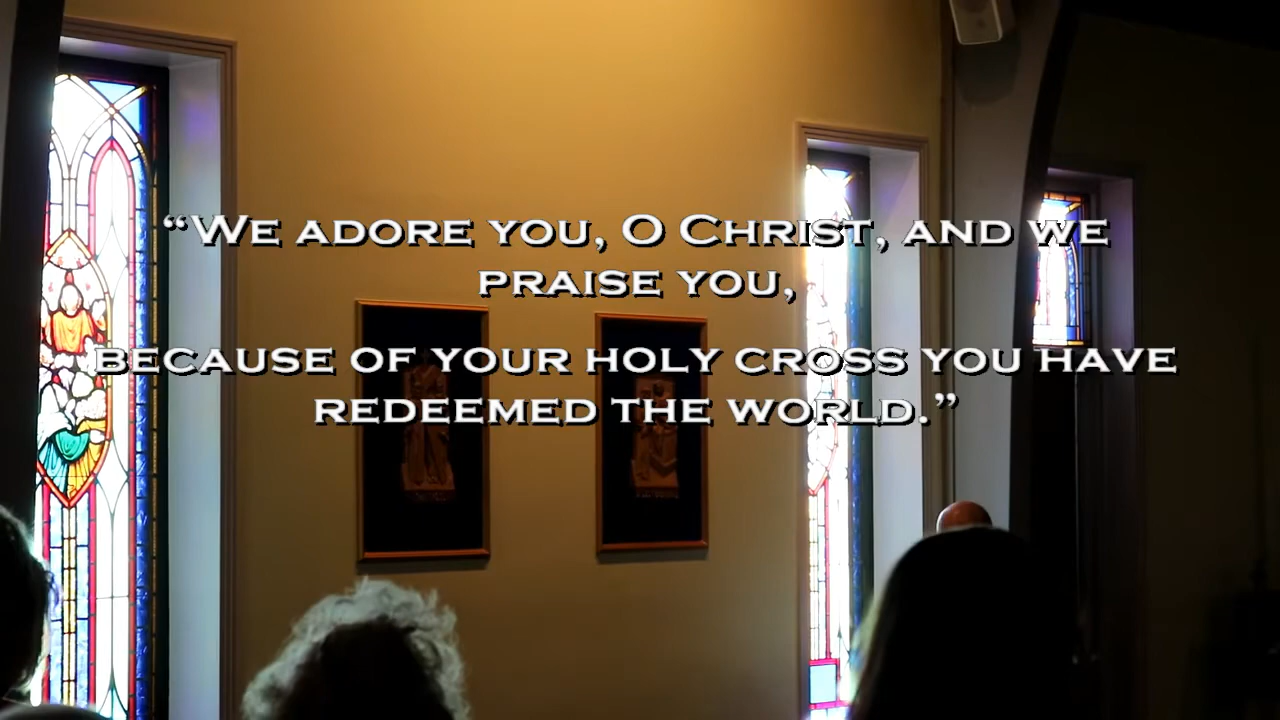 “We adore you, O Christ, and we
praise you,
because of your holy cross you have
redeemed the world.”